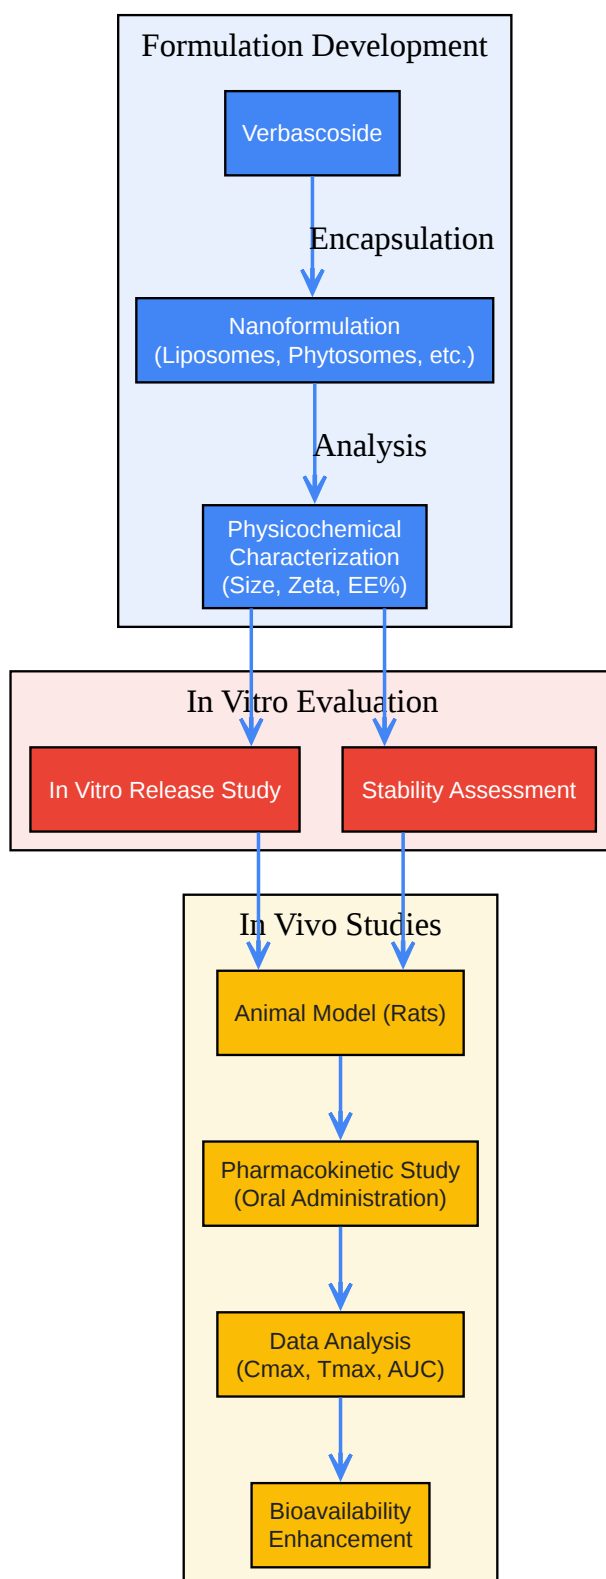 Formulation Development
Verbascoside
Encapsulation
Nanoformulation
(Liposomes, Phytosomes, etc.)
Analysis
Physicochemical
Characterization
(Size, Zeta, EE%)
In Vitro Evaluation
In Vitro Release Study
Stability Assessment
In Vivo Studies
Animal Model (Rats)
Pharmacokinetic Study
(Oral Administration)
Data Analysis
(Cmax, Tmax, AUC)
Bioavailability
Enhancement